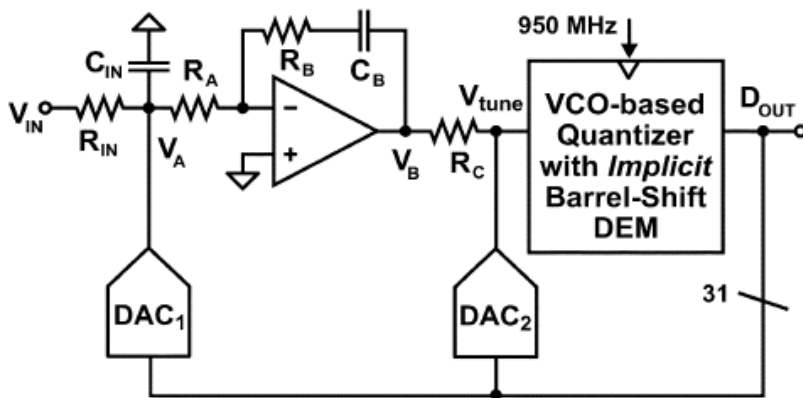 950 MHz
C_IN
R_A
R_B
C_B
V_IN
R_IN
V_A
−
+
V_B
R_C
V_tune
VCO-based
Quantizer
with Implicit
Barrel-Shift
DEM
D_OUT
DAC_1
DAC_2
31